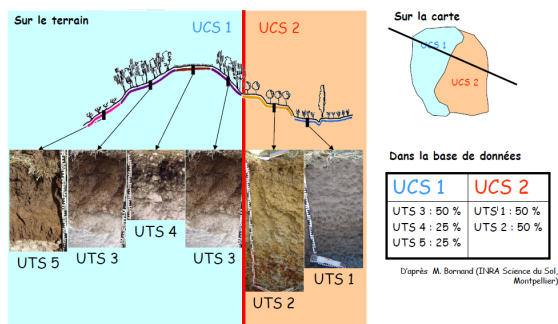 Sur le terrain
UCS 1
UCS 2
UTS 5
UTS 3
UTS 4
UTS 3
UTS 2
UTS 1
Sur la carte
UCS 1
UCS 2
Dans la base de données
UCS 1
UCS 2
UTS 3 : 50 %
UTS 1 : 50 %
UTS 4 : 25 %
UTS 2 : 50 %
UTS 5 : 25 %
D'après M. Bornand (INRA Science du Sol,
Montpellier)